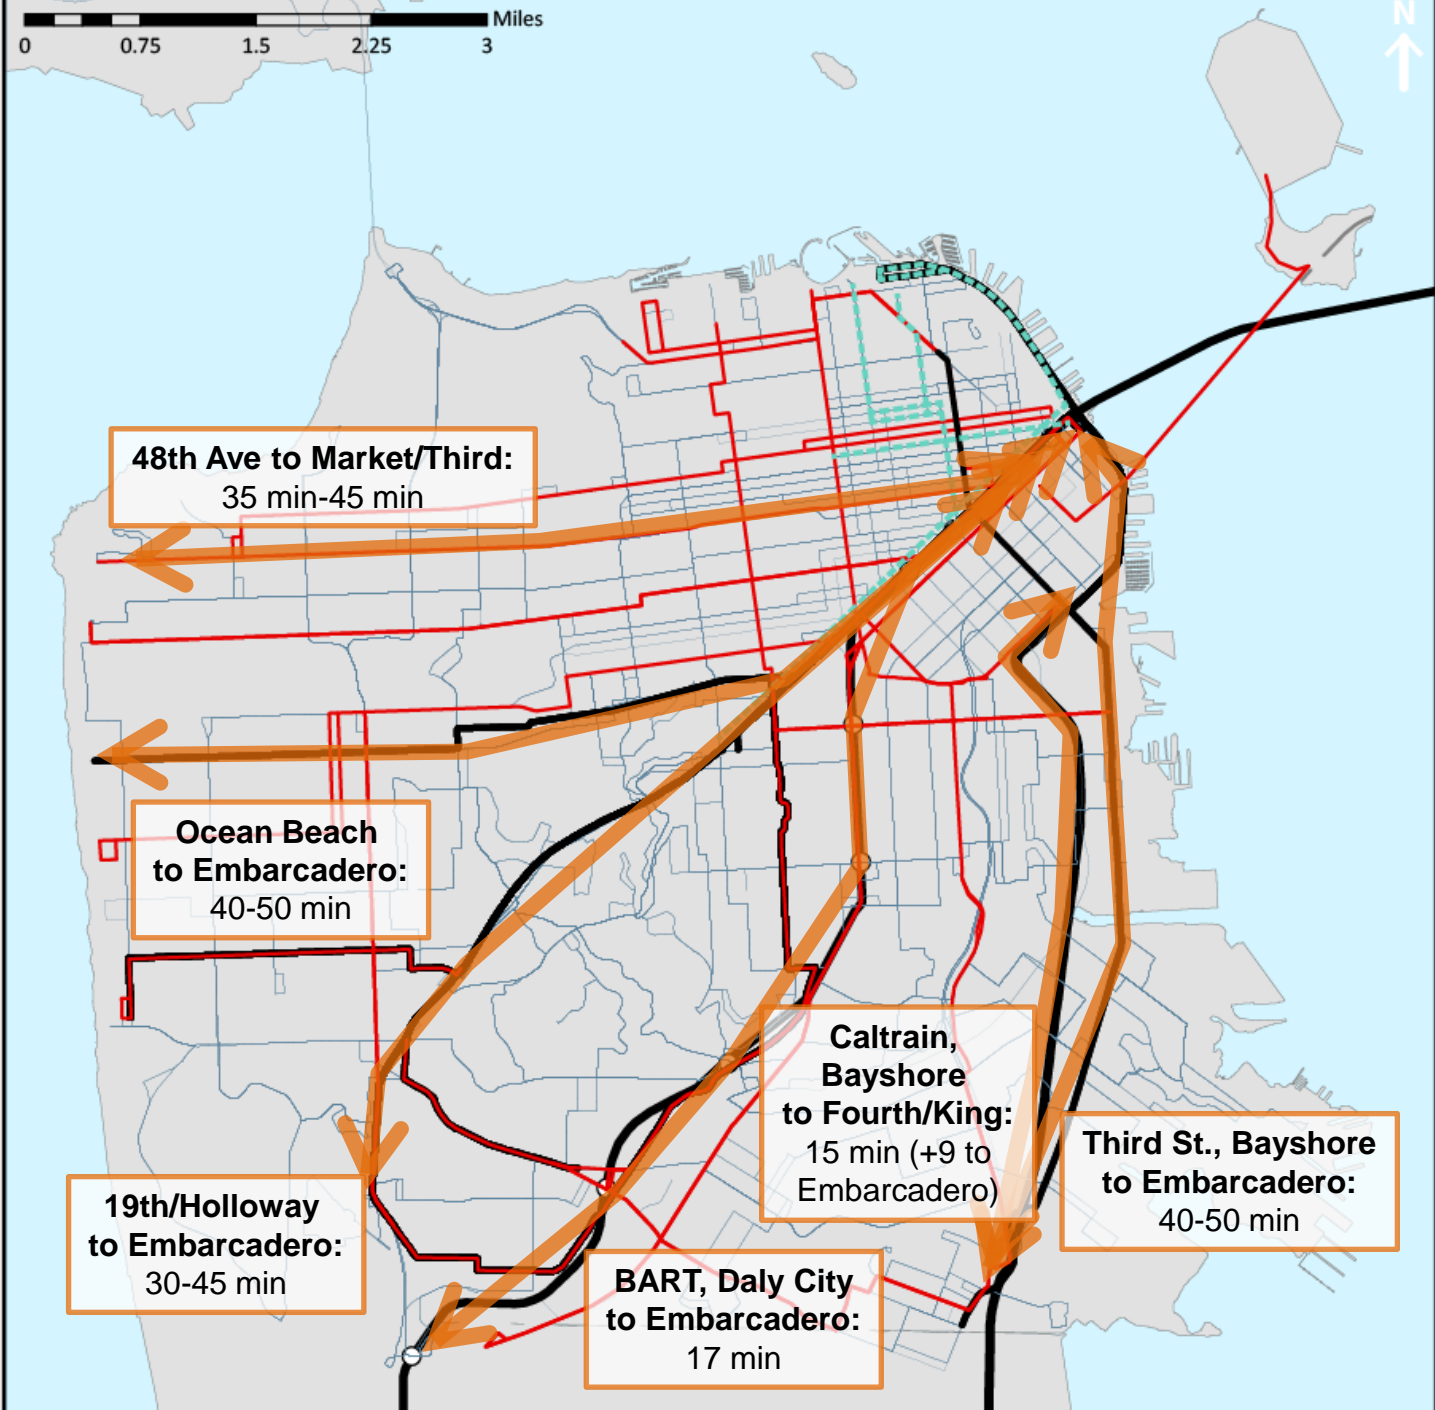 Miles
0 0.75 1.5 2.25 3
N
48th Ave to Market/Third:
35 min-45 min
Ocean Beach
to Embarcadero:
40-50 min
Caltrain,
Bayshore
to Fourth/King:
15 min (+9 to
Embarcadero)
Third St., Bayshore
to Embarcadero:
40-50 min
19th/Holloway
to Embarcadero:
30-45 min
BART, Daly City
to Embarcadero:
17 min